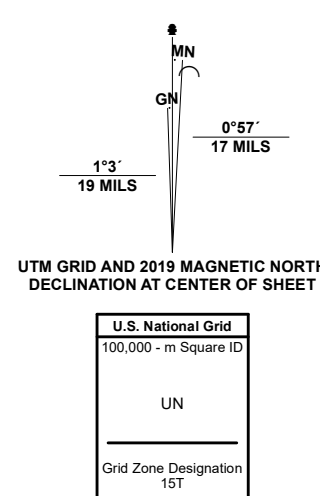 MN
GN
0°57´
17 MILS
1°3´
19 MILS
UTM GRID AND 2019 MAGNETIC NORTH
DECLINATION AT CENTER OF SHEET
U.S. National Grid
100,000 - m Square ID
UN
Grid Zone Designation
15T